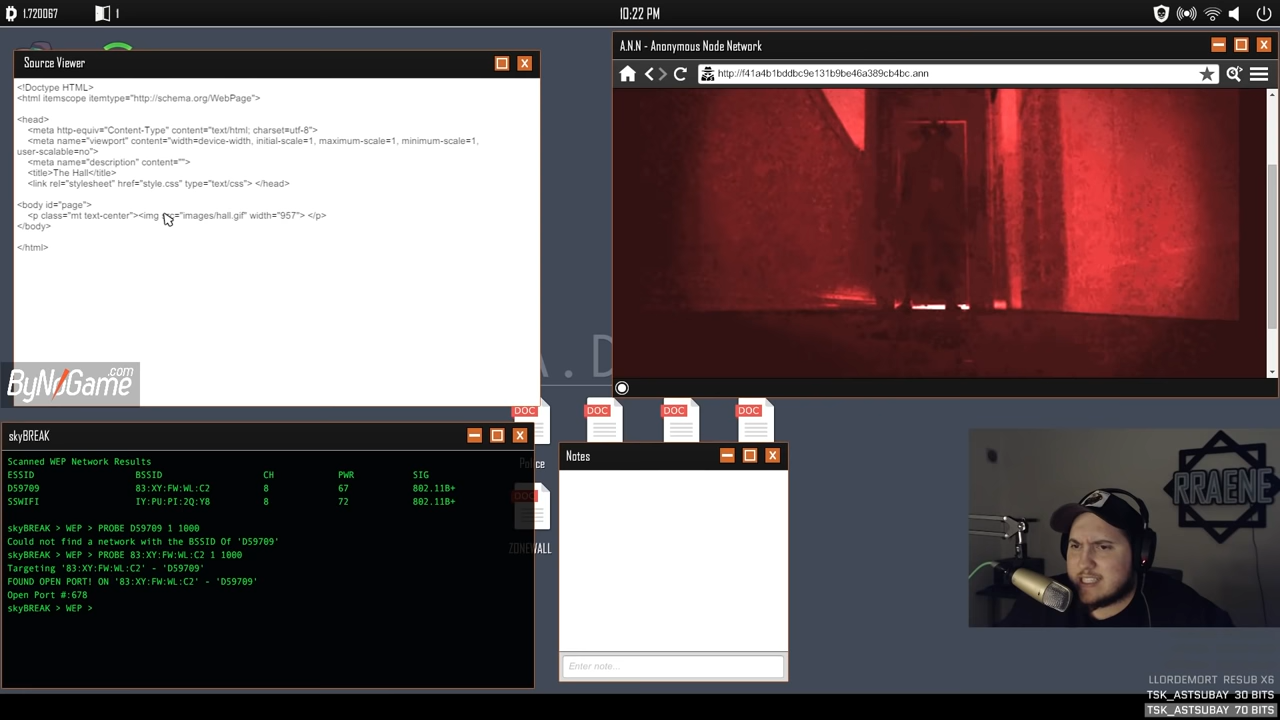 1.720067
1
10:22 PM
Source Viewer
<!Doctype HTML>
<html itemscope itemtype="http://schema.org/WebPage">
<head>
<meta http-equiv="Content-Type" content="text/html; charset=utf-8">
<meta name="viewport" content="width=device-width, initial-scale=1, maximum-scale=1, minimum-scale=1,
user-scalable=no">
<meta name="description" content="">
<title>The Hall</title>
<link rel="stylesheet" href="style.css" type="text/css"> </head>
<body id="page">
<p class="mt text-center"><img ="images/hall.gif" width="957"> </p>
</body>
</html>
A.N.N - Anonymous Node Network
http://f41a4b1bddbc9e131b9be46a389cb4bc.ann
A.D
ByNoGame.com
DOC
DOC
DOC
DOC
Police
DOC
ZONEWALL
skyBREAK
Scanned WEP Network Results
ESSID BSSID CH PWR SIG
D59709 83:XY:FW:WL:C2 8 67 802.11B+
SSWIFI IY:PU:PI:2Q:Y8 8 72 802.11B+
skyBREAK > WEP > PROBE D59709 1 1000
Could not find a network with the BSSID Of 'D59709'
skyBREAK > WEP > PROBE 83:XY:FW:WL:C2 1 1000
Targeting '83:XY:FW:WL:C2' - 'D59709'
FOUND OPEN PORT! ON '83:XY:FW:WL:C2' - 'D59709'
Open Port #:678
skyBREAK > WEP >
Notes
Enter note...
RRAENE
LLORDEMORT RESUB X6
TSK_ASTSUBAY 30 BITS
TSK_ASTSUBAY 70 BITS